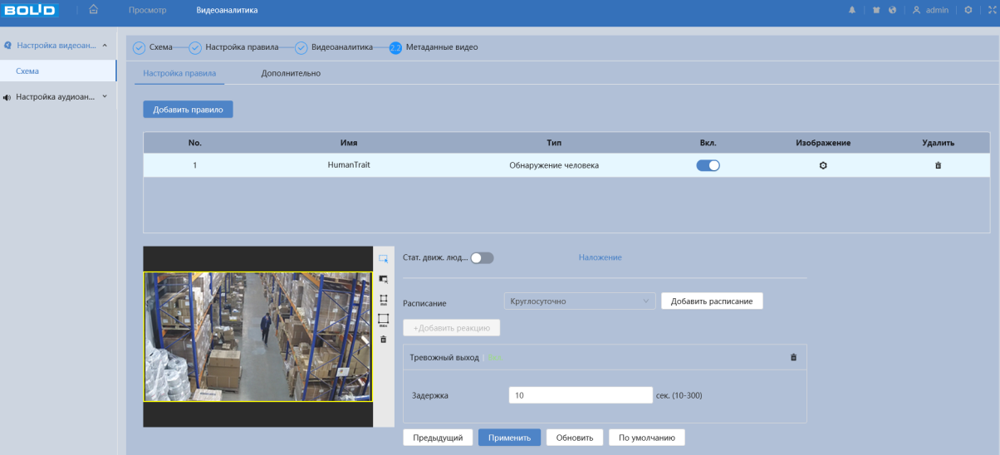 BOLID Просмотр Видеоаналитика admin
Настройка видеоан...
Схема
Настройка аудиоан...
Схема Настройка правила Видеоаналитика 2.2 Метаданные видео
Настройка правила Дополнительно
Добавить правило
No. Имя Тип Вкл. Изображение Удалить
1 HumanTrait Обнаружение человека
Стат. движ. люд... Наложение
Расписание Круглосуточно Добавить расписание
+Добавить реакцию
Тревожный выход
Задержка 10 сек. (10-300)
Предыдущий Применить Обновить По умолчанию